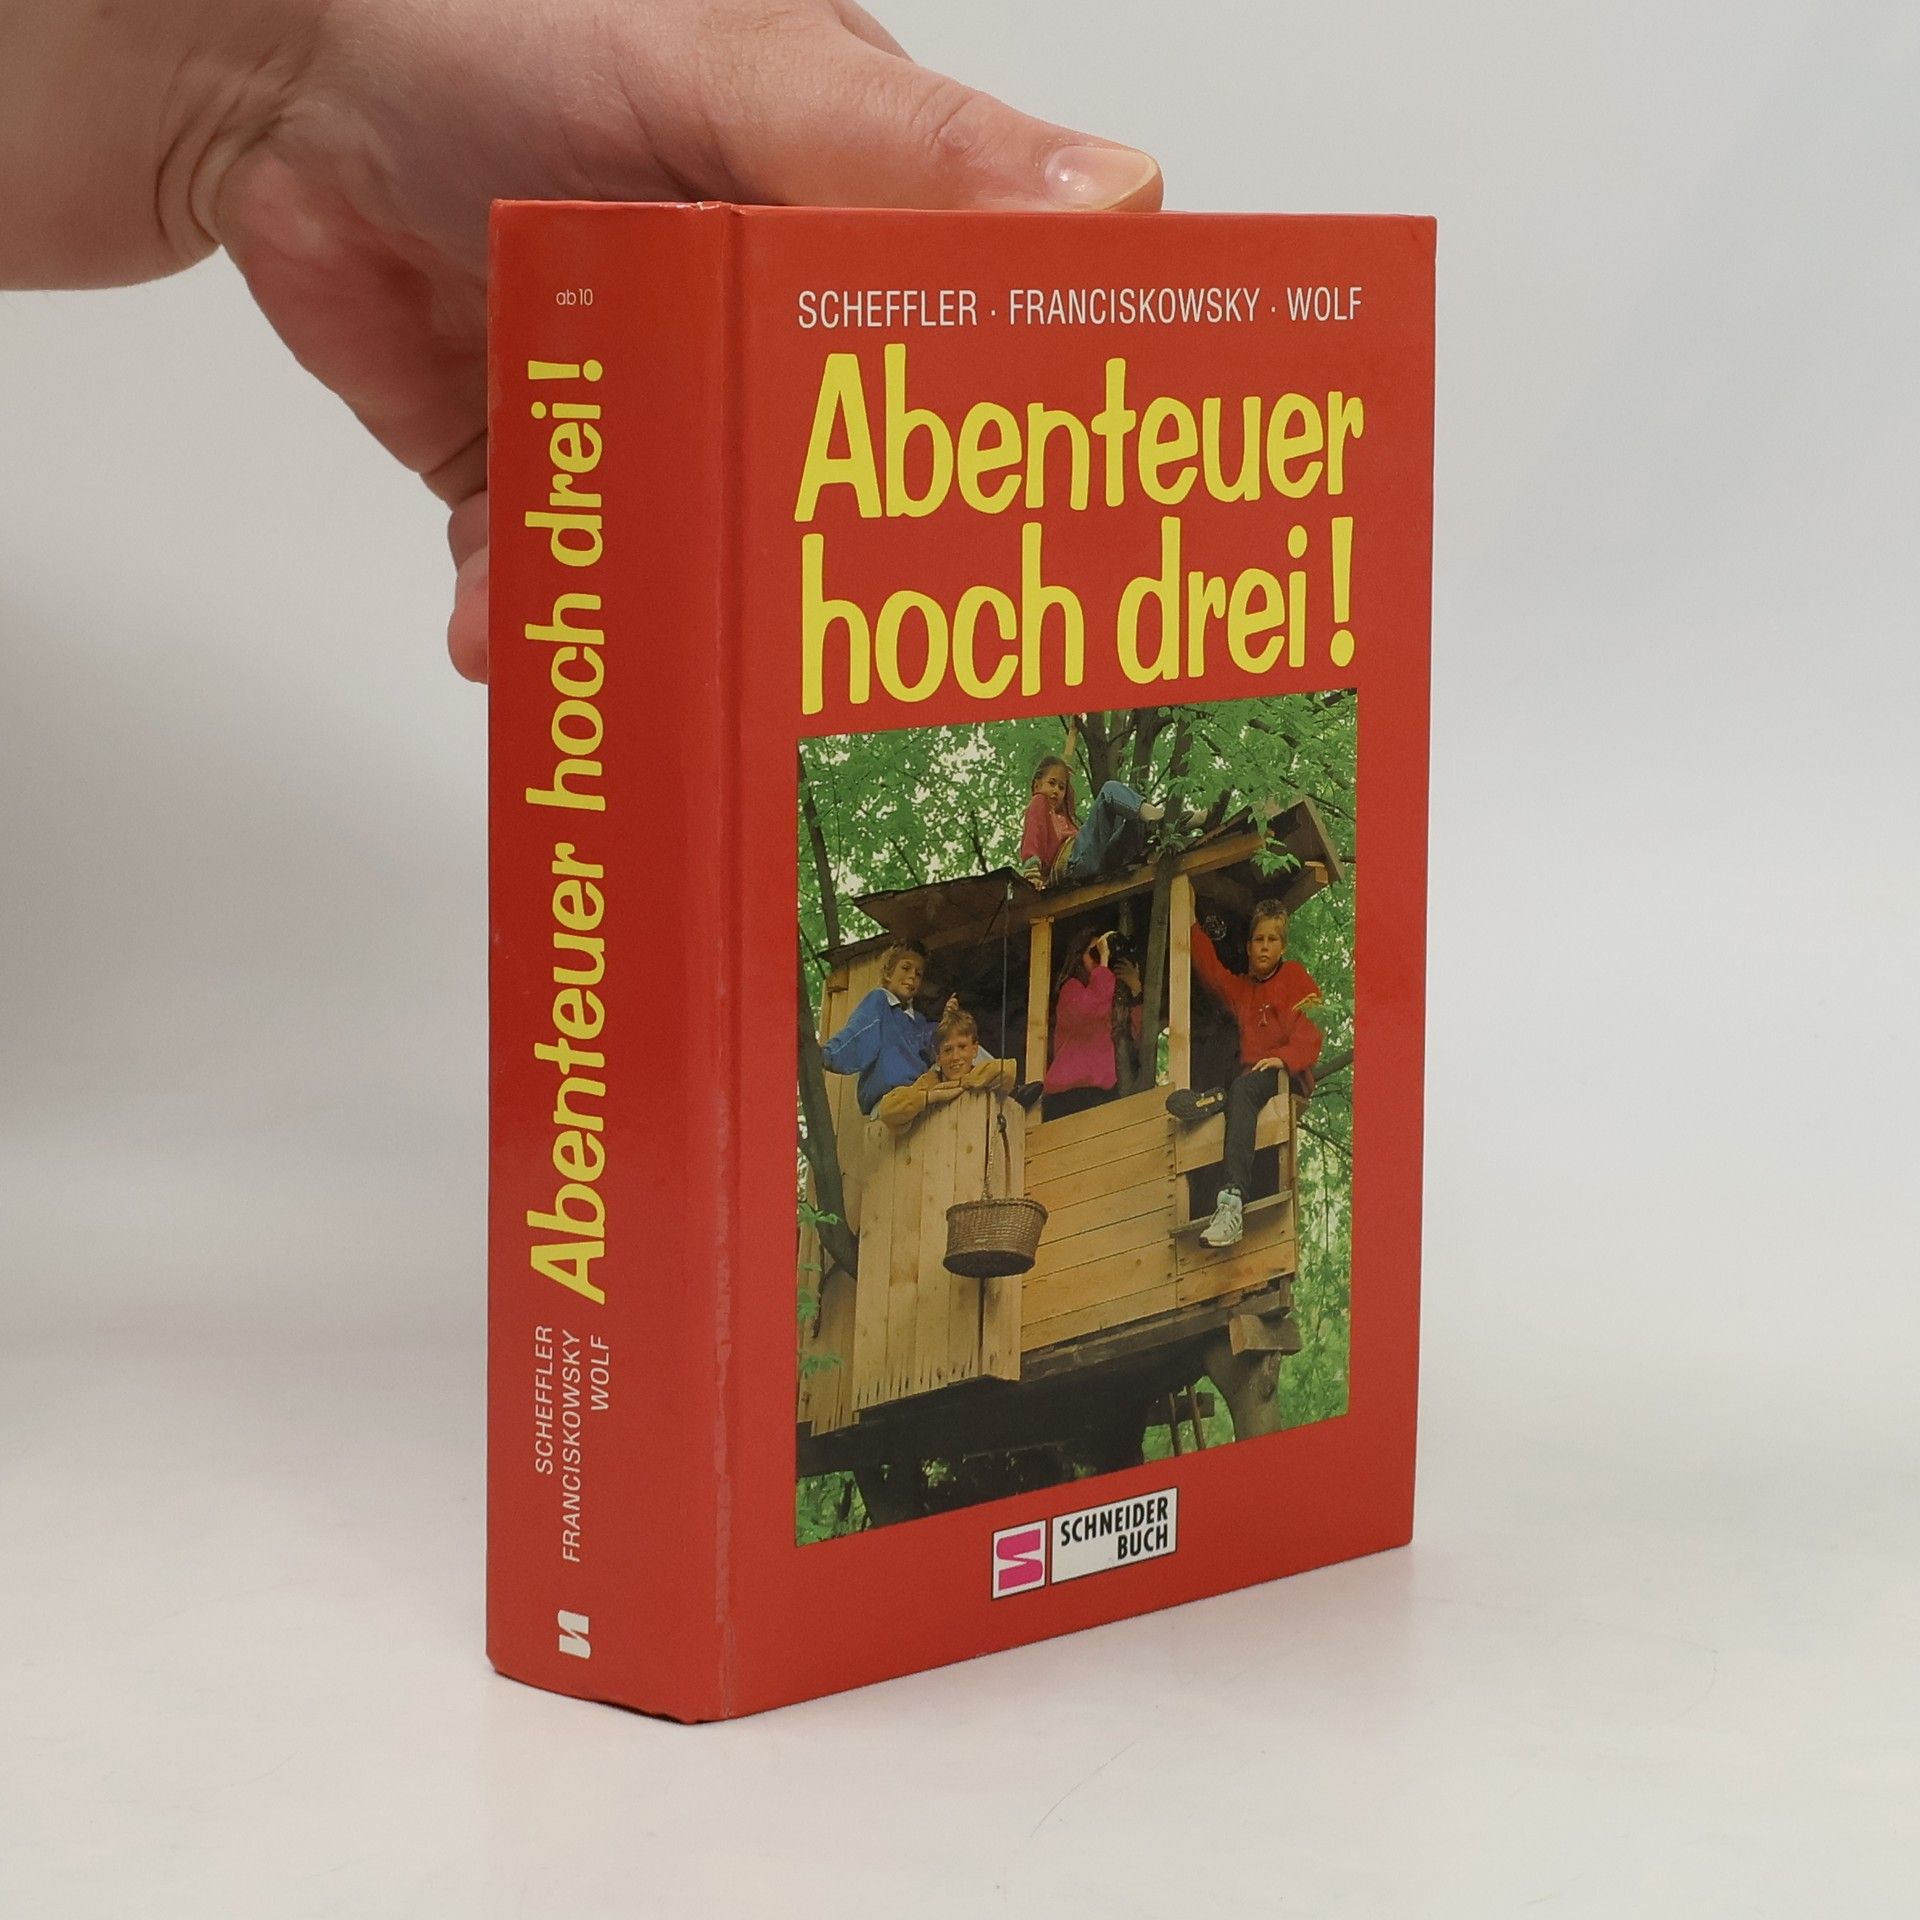 SCHEFFLER · FRANCISKOWSKY · WOLF
Abenteuer
hoch drei!
SCHNEIDER
BUCH
ab 10
Abenteuer hoch drei!
SCHEFFLER
FRANCISKOWSKY
WOLF